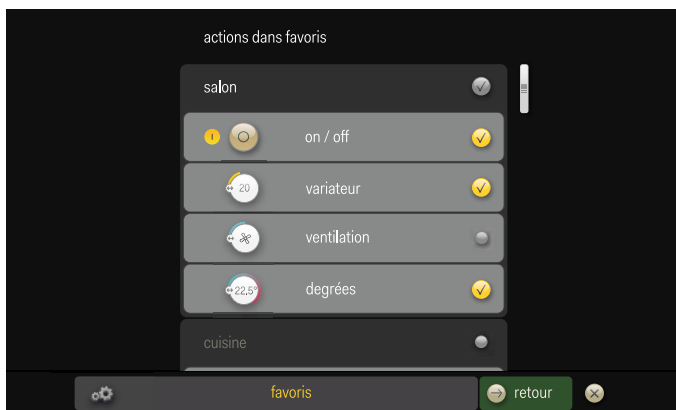 actions dans favoris
salon
I on / off
20 variateur
ventilation
22.5° degrées
cuisine
favoris retour